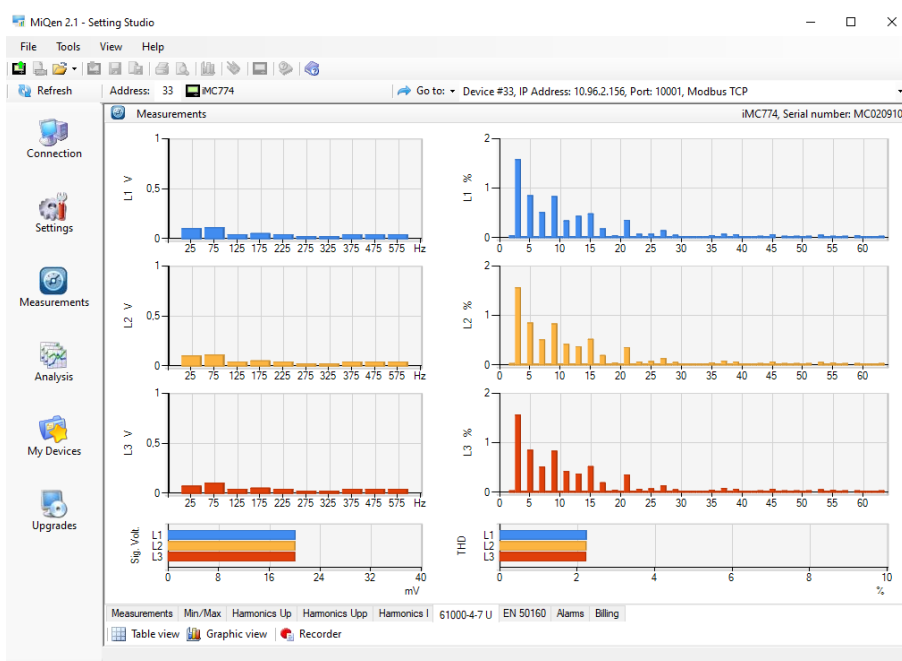 MiQen 2.1 - Setting Studio
File Tools View Help
Refresh Address: 33 iMC774 Go to: Device #33, IP Address: 10.96.2.156, Port: 10001, Modbus TCP
Measurements iMC774, Serial number: MC020910
Connection
Settings
Measurements
Analysis
My Devices
Upgrades
1
0.5
0
L1 V
25 75 125 175 225 275 325 375 475 575 Hz
2
1
0
L1 %
0 5 10 15 20 25 30 35 40 45 50 55 60
1
0.5
0
L2 V
25 75 125 175 225 275 325 375 475 575 Hz
2
1
0
L2 %
0 5 10 15 20 25 30 35 40 45 50 55 60
1
0.5
0
L3 V
25 75 125 175 225 275 325 375 475 575 Hz
2
1
0
L3 %
0 5 10 15 20 25 30 35 40 45 50 55 60
Sig. Volt.
L1
L2
L3
0 8 16 24 32 40
mV
THD
L1
L2
L3
0 2 4 6 8 10
%
Measurements Min/Max Harmonics Up Harmonics Upp Harmonics I 61000-4-7 U EN 50160 Alarms Billing
Table view Graphic view Recorder